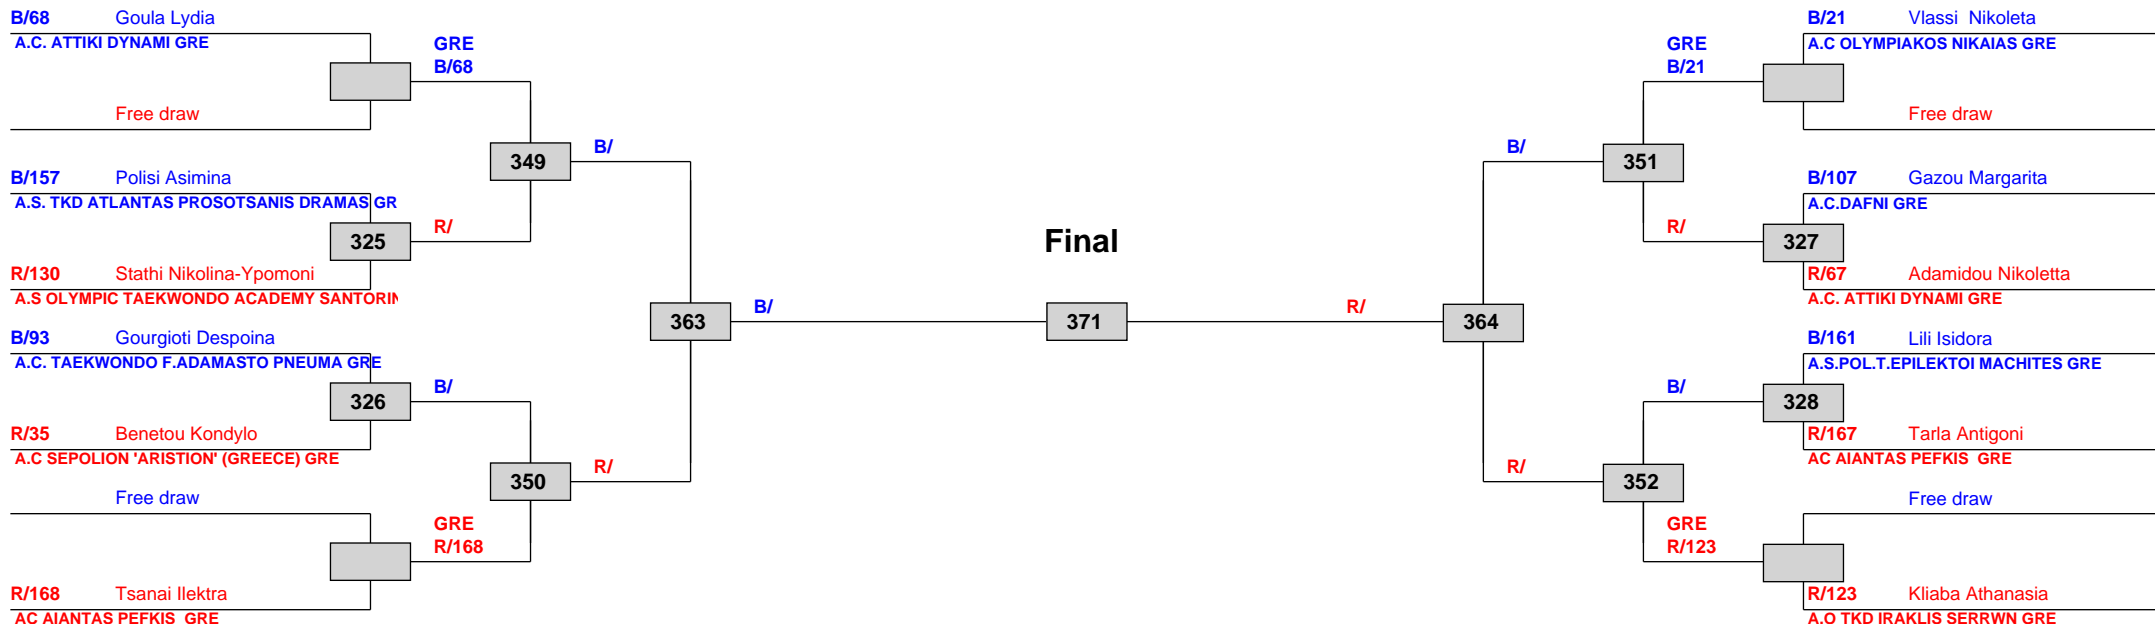 B/68 Goula Lydia
A.C. ATTIKI DYNAMI GRE
GRE
B/68
Free draw
349
B/
B/157 Polisi Asimina
A.S. TKD ATLANTAS PROSOTSANIS DRAMAS GR
325
R/
R/130 Stathi Nikolina-Ypomoni
A.S OLYMPIC TAEKWONDO ACADEMY SANTORIN
363
B/
B/93 Gourgioti Despoina
A.C. TAEKWONDO F.ADAMASTO PNEUMA GRE
326
B/
R/35 Benetou Kondylo
A.C SEPOLION 'ARISTION' (GREECE) GRE
350
R/
Free draw
GRE
R/168
R/168 Tsanai Ilektra
AC AIANTAS PEFKIS GRE
Final
371
B/21 Vlassi Nikoleta
A.C OLYMPIAKOS NIKAIAS GRE
GRE
B/21
Free draw
B/
351
B/107 Gazou Margarita
A.C.DAFNI GRE
R/
327
R/67 Adamidou Nikoletta
A.C. ATTIKI DYNAMI GRE
R/
364
B/161 Lili Isidora
A.S.POL.T.EPILEKTOI MACHITES GRE
B/
328
R/167 Tarla Antigoni
AC AIANTAS PEFKIS GRE
R/
352
Free draw
GRE
R/123
R/123 Kliaba Athanasia
A.O TKD IRAKLIS SERRWN GRE